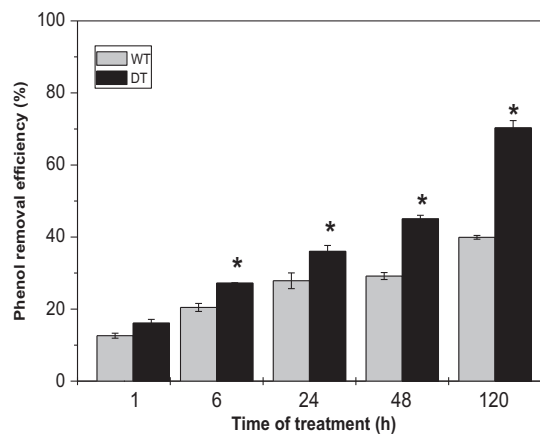 100
80
60
40
20
0
Phenol removal efficiency (%)
WT
DT
*
*
*
*
1 6 24 48 120
Time of treatment (h)